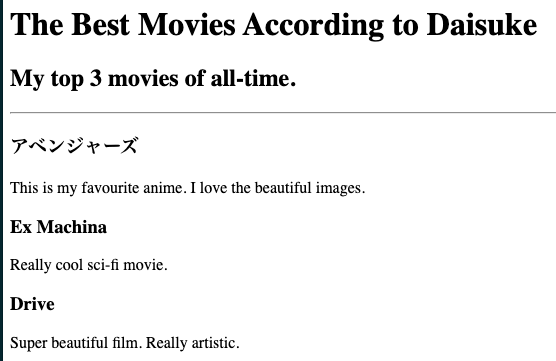 The Best Movies According to Daisuke
My top 3 movies of all-time.
アベンジャーズ
This is my favourite anime. I love the beautiful images.
Ex Machina
Really cool sci-fi movie.
Drive
Super beautiful film. Really artistic.